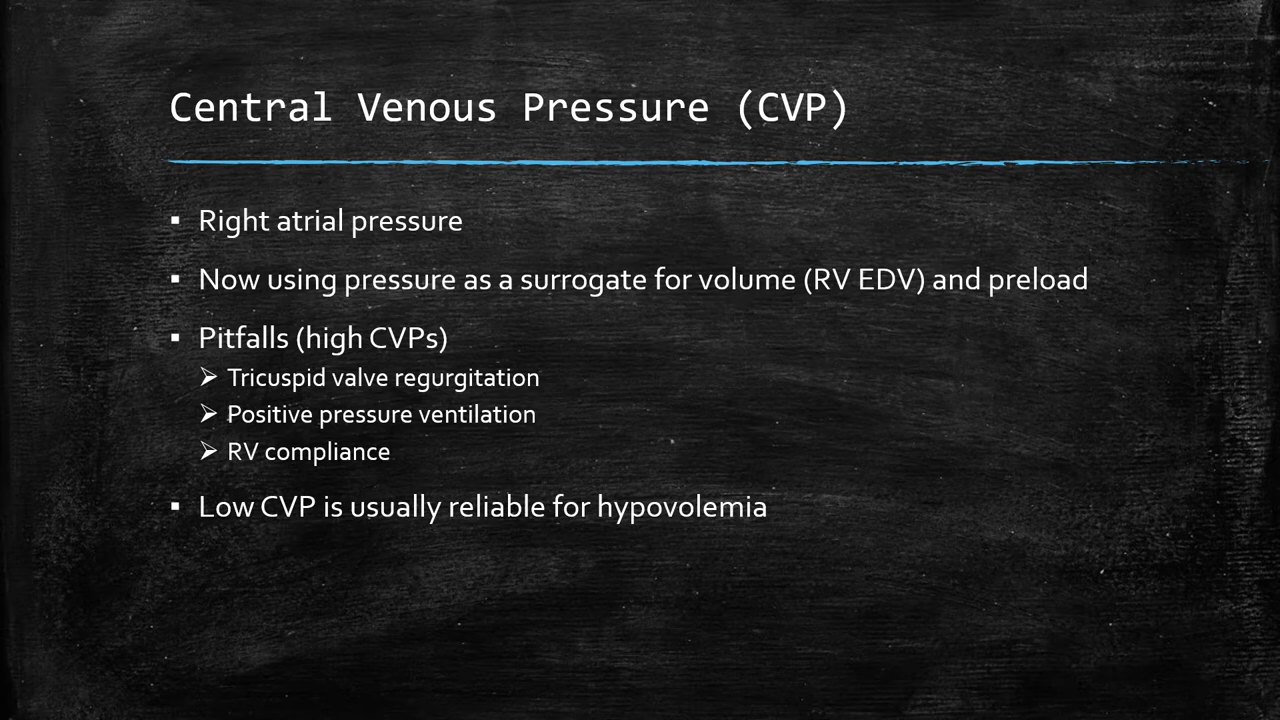 Central Venous Pressure (CVP)
▪ Right atrial pressure
▪ Now using pressure as a surrogate for volume (RV EDV) and preload
▪ Pitfalls (high CVPs)
➢ Tricuspid valve regurgitation
➢ Positive pressure ventilation
➢ RV compliance
▪ Low CVP is usually reliable for hypovolemia